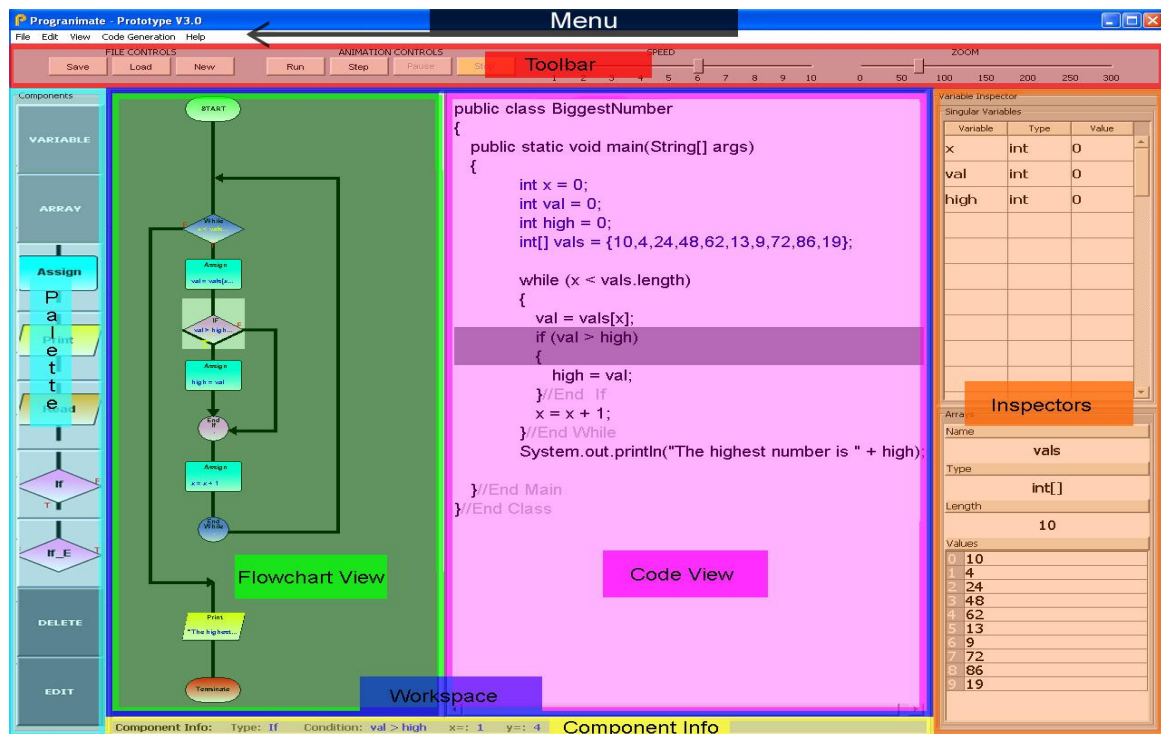 Progranimate - Prototype V3.0
Menu
File Edit View Code Generation Help
FILE CONTROLS ANIMATION CONTROLS SPEED ZOOM
Save Load New Run Step Pause Toolbar
2 3 4 5 6 7 8 9 10 0 50 100 150 200 250 300
Components
VARIABLE
ARRAY
Assign
Palette
Print
Read
If
F
T
If_E
T
DELETE
EDIT
START
While
x < vals...
Assign
val = vals[x...
IF
val > high...
F
T
Assign
high = val
End
If
Assign
x = x + 1
End
While
Print
"The highest...
Terminate
Flowchart View
public class BiggestNumber
{
public static void main(String[] args)
{
int x = 0;
int val = 0;
int high = 0;
int[] vals = {10,4,24,48,62,13,9,72,86,19};
while (x < vals.length)
{
val = vals[x];
if (val > high)
{
high = val;
}//End If
x = x + 1;
}//End While
System.out.println("The highest number is " + high);
}//End Main
}//End Class
Code View
Workspace
Variable Inspector
Singular Variables
Variable Type Value
x int 0
val int 0
high int 0
Inspectors
Arrays
Name
vals
Type
int[]
Length
10
Values
0 10
1 4
2 24
3 48
4 62
5 13
6 9
7 72
8 86
9 19
Component Info: Type: If Condition: val > high x=: 1 y=: 4 Component Info